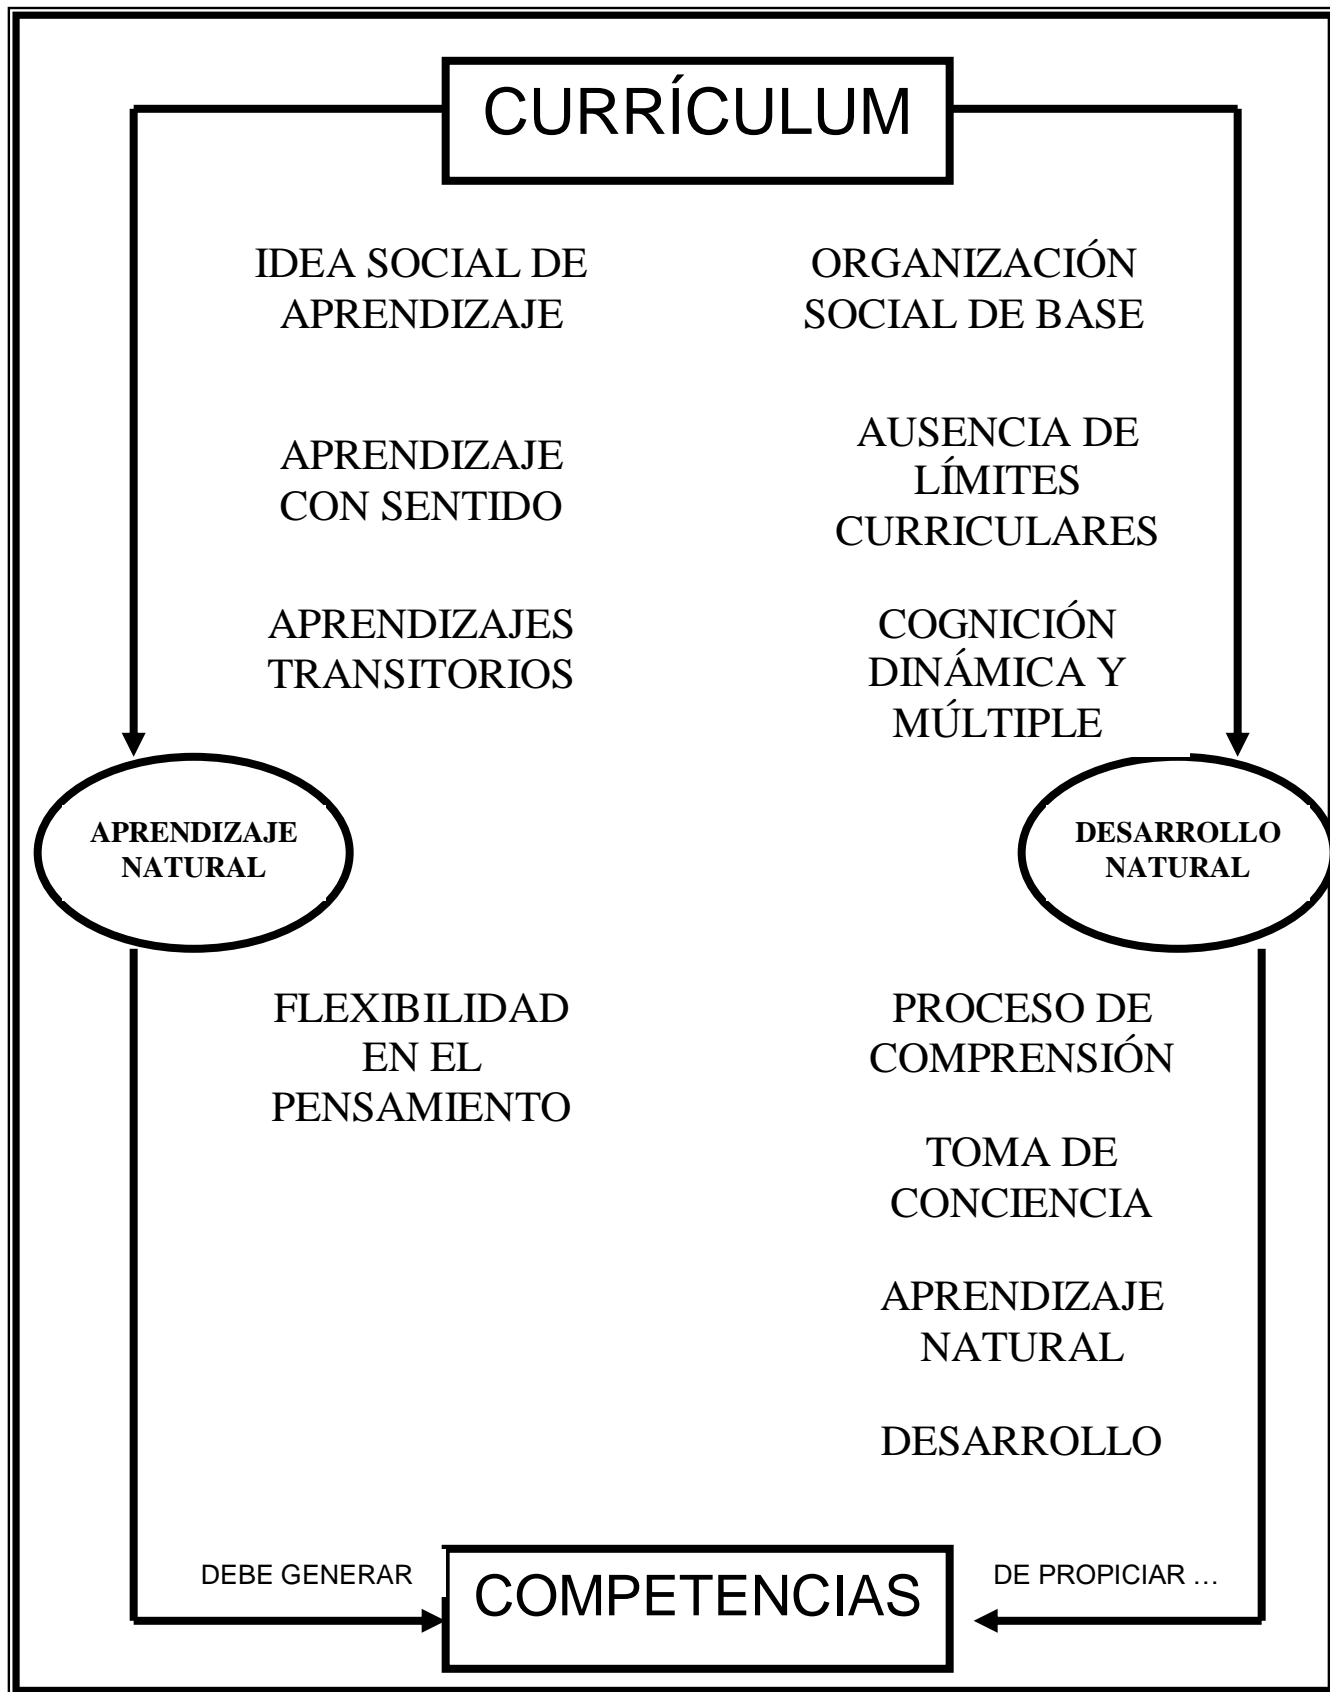 CURRÍCULUM
IDEA SOCIAL DE
APRENDIZAJE
ORGANIZACIÓN
SOCIAL DE BASE
APRENDIZAJE
CON SENTIDO
AUSENCIA DE
LÍMITES
CURRICULARES
APRENDIZAJES
TRANSITORIOS
COGNICIÓN
DINÁMICA Y
MÚLTIPLE
APRENDIZAJE
NATURAL
DESARROLLO
NATURAL
FLEXIBILIDAD
EN EL
PENSAMIENTO
PROCESO DE
COMPRENSIÓN
TOMA DE
CONCIENCIA
APRENDIZAJE
NATURAL
DESARROLLO
DEBE GENERAR
COMPETENCIAS
DE PROPICIAR ...